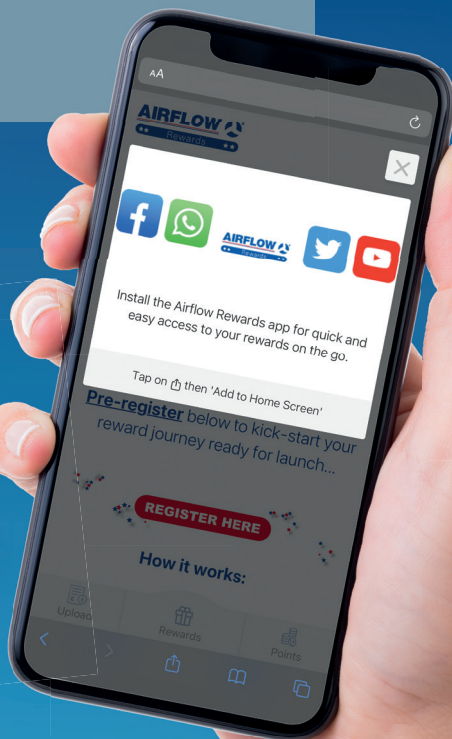 AA
AIRFLOW
Rewards
AIRFLOW
Rewards
Install the Airflow Rewards app for quick and
easy access to your rewards on the go.
Tap on then 'Add to Home Screen'
Pre-register below to kick-start your
reward journey ready for launch...
REGISTER HERE
How it works:
Upload
Rewards
Points